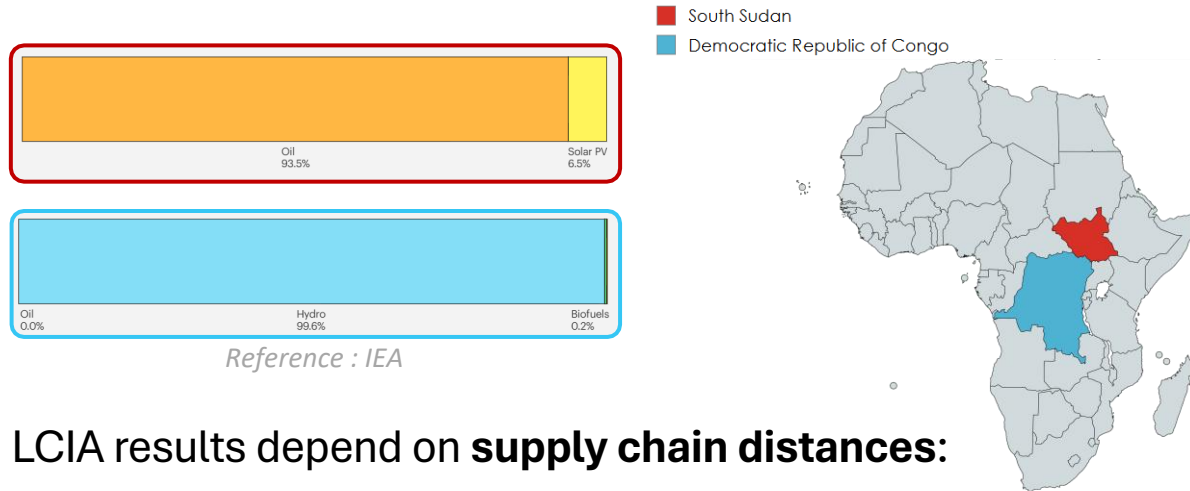 South Sudan
Democratic Republic of Congo
Oil
93.5%
Solar PV
6.5%
Oil
0.0%
Hydro
99.6%
Biofuels
0.2%
Reference : IEA
LCIA results depend on supply chain distances: